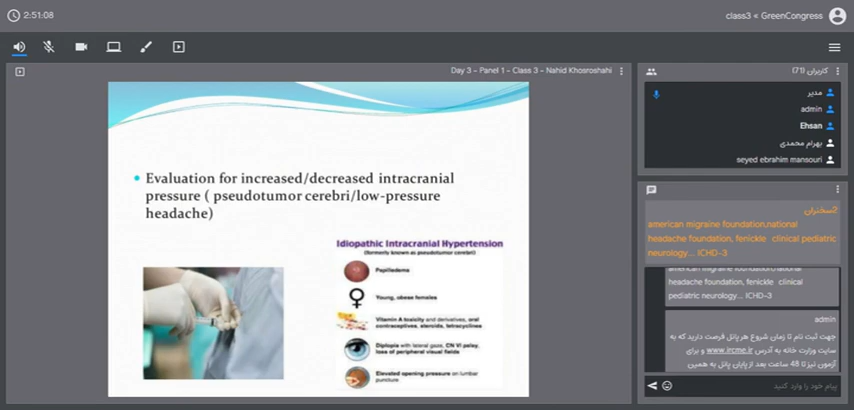 2:51:08
class3 < GreenCongress
Day 3 - Panel 1 - Class 3 - Nahid Khosroshahi
Evaluation for increased/decreased intracranial
pressure ( pseudotumor cerebri/low-pressure
headache)
Idiopathic Intracranial Hypertension
(formerly known as pseudotumor cerebri)
Papilledema
Young, obese females
Vitamin A toxicity and derivatives, oral
contraceptives, steroids, tetracyclines
Diplopia with lateral gaze, CN VI palsy,
loss of peripheral visual fields
Elevated opening pressure on lumbar
puncture
کاربران (71)
مدیر
admin
Ehsan
بهرام محمدی
seyed ebrahim mansouri
سخنران2
american migraine foundation,national
headache foundation, fenickle clinical pediatric
neurology... ICHD-3
american migraine foundation,national
headache foundation, fenickle clinical
pediatric neurology... ICHD-3
admin
جهت ثبت نام تا زمان شروع هر پانل فرصت دارید که به
سایت وزارت خانه به آدرس www.ircme.ir و برای
آزمون نیز تا 48 ساعت بعد از پایان پانل به همین
پیام خود را وارد کنید